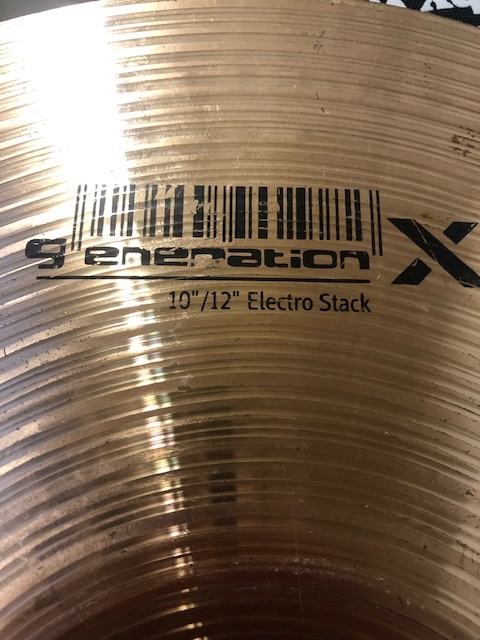 generation X
10"/12" Electro Stack